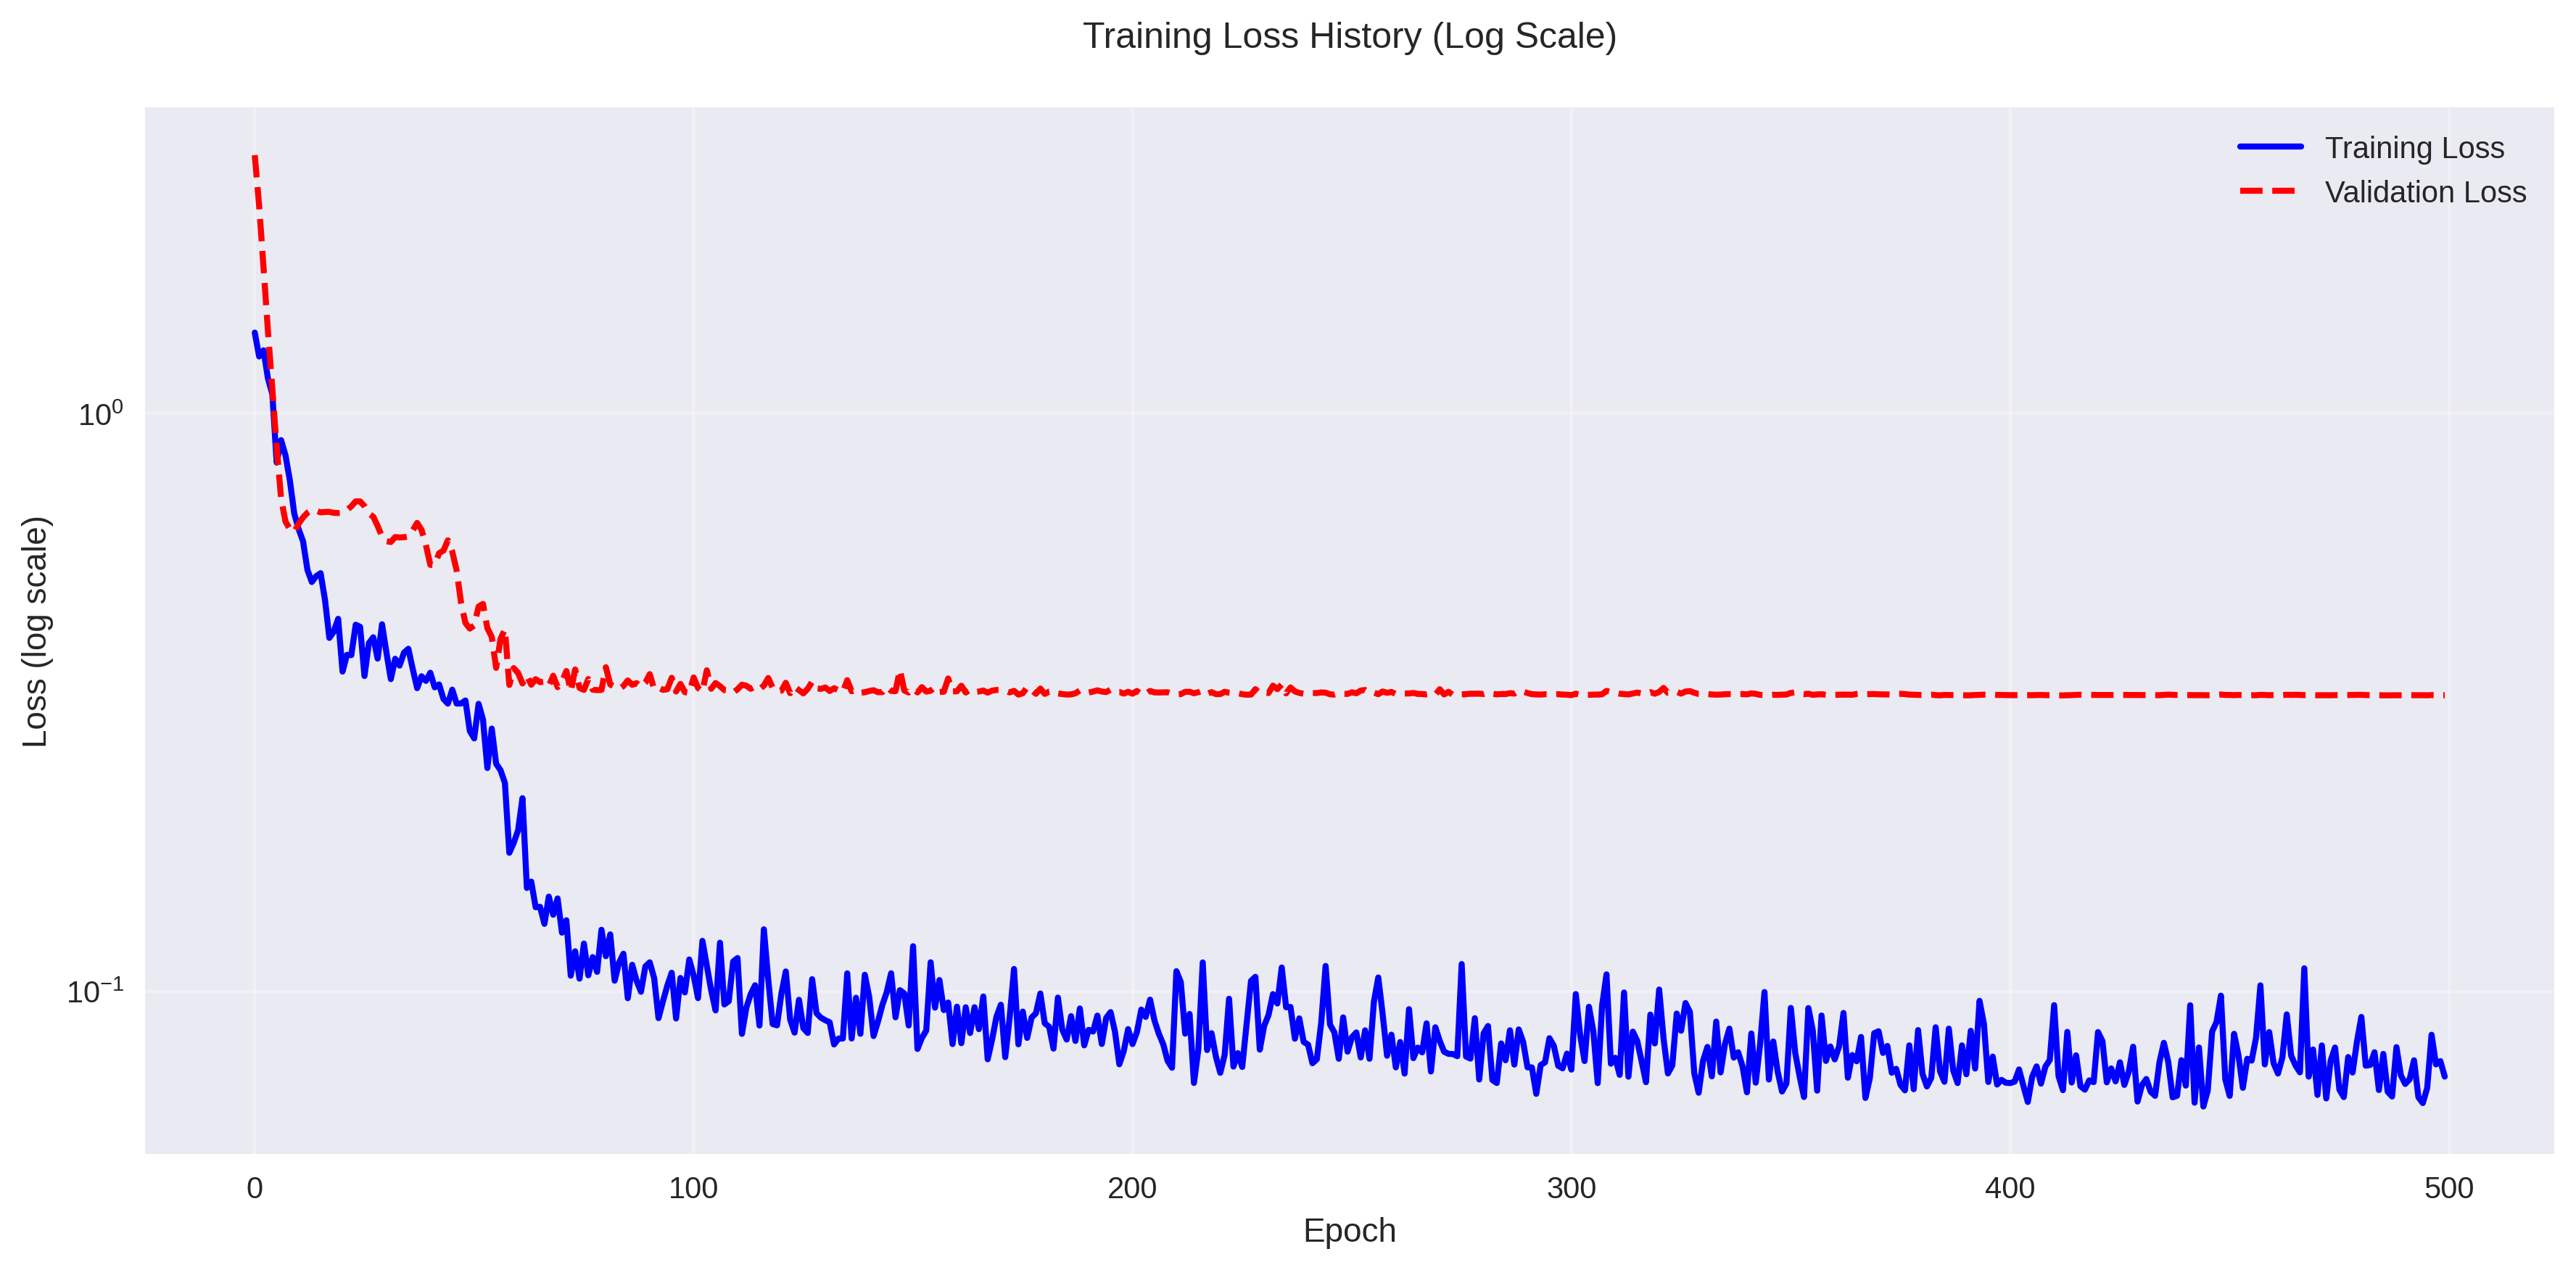 Training Loss History (Log Scale)
Training Loss
Validation Loss
Loss (log scale)
10⁰
10⁻¹
0 100 200 300 400 500
Epoch